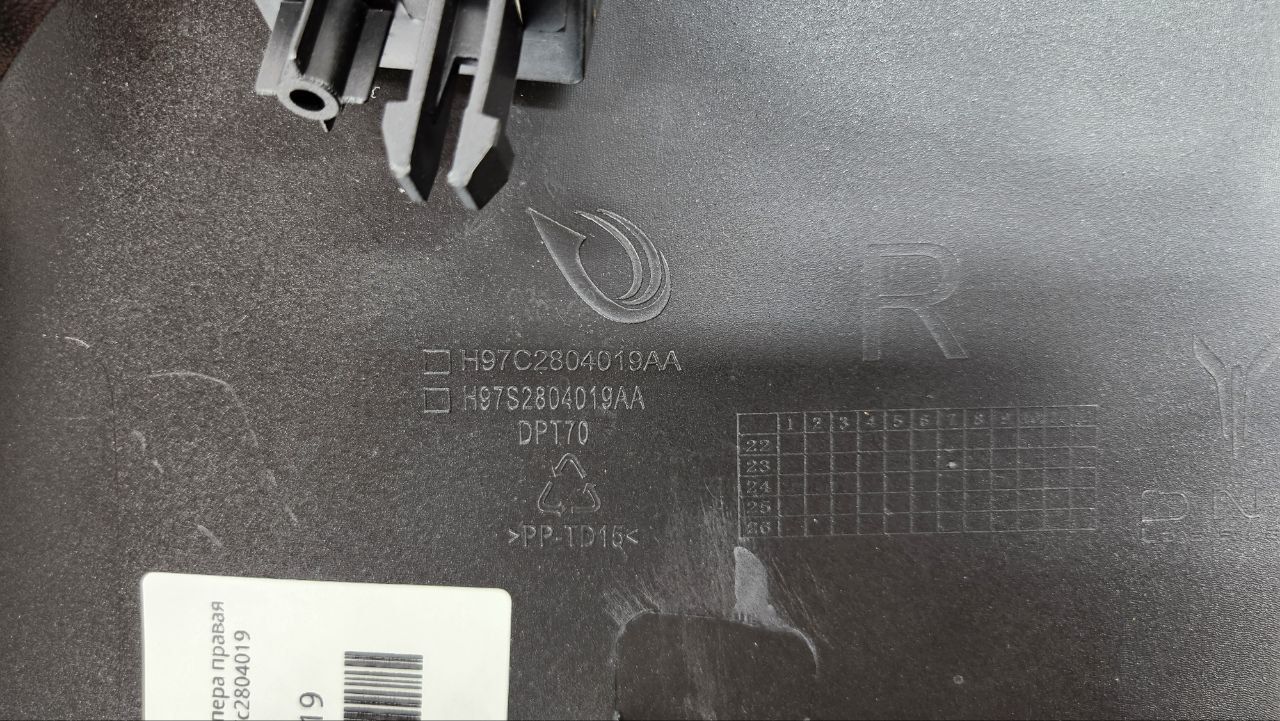 R
H97C2804019AA
H97S2804019AA
DPT70
>PP-TD15<
1 2 3 4 5 6 7 8 9
22
23
24
25
26
пера правая
c2804019
19